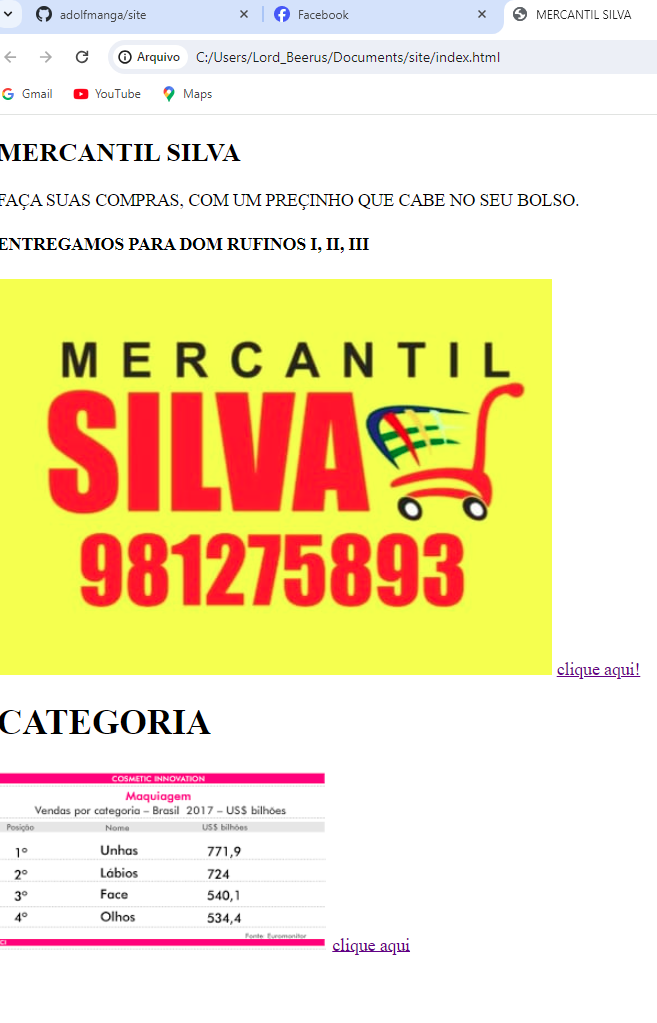 adolfmanga/site
Facebook
MERCANTIL SILVA
Arquivo
C:/Users/Lord_Beerus/Documents/site/index.html
Gmail
YouTube
Maps
MERCANTIL SILVA
FAÇA SUAS COMPRAS, COM UM PREÇINHO QUE CABE NO SEU BOLSO.
ENTREGAMOS PARA DOM RUFINOS I, II, III
MERCANTIL
SILVA
981275893
clique aqui!
CATEGORIA
COSMETIC INNOVATION
Maquiagem
Vendas por categoria – Brasil 2017 – US$ bilhões
Posição Nome US$ bilhões
1º Unhas 771,9
2º Lábios 724
3º Face 540,1
4º Olhos 534,4
Fonte: Euromonitor
CI
clique aqui